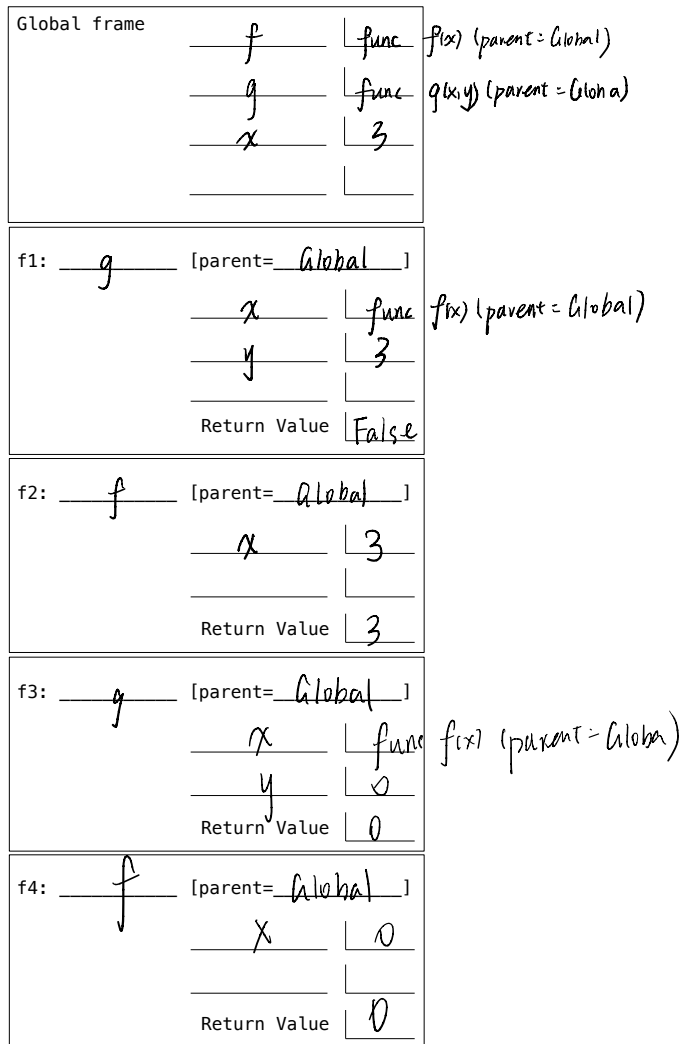 Global frame
f func f(x) (parent = Global)
g func g(x,y) (parent = Globa)
x 3
f1: g [parent= Global ]
x func f(x) (parent = Global)
y 3
Return Value False
f2: f [parent= Global ]
x 3
Return Value 3
f3: g [parent= Global ]
x func f(x) (parent = Globa)
y 0
Return Value 0
f4: f [parent= Global ]
x 0
Return Value 0